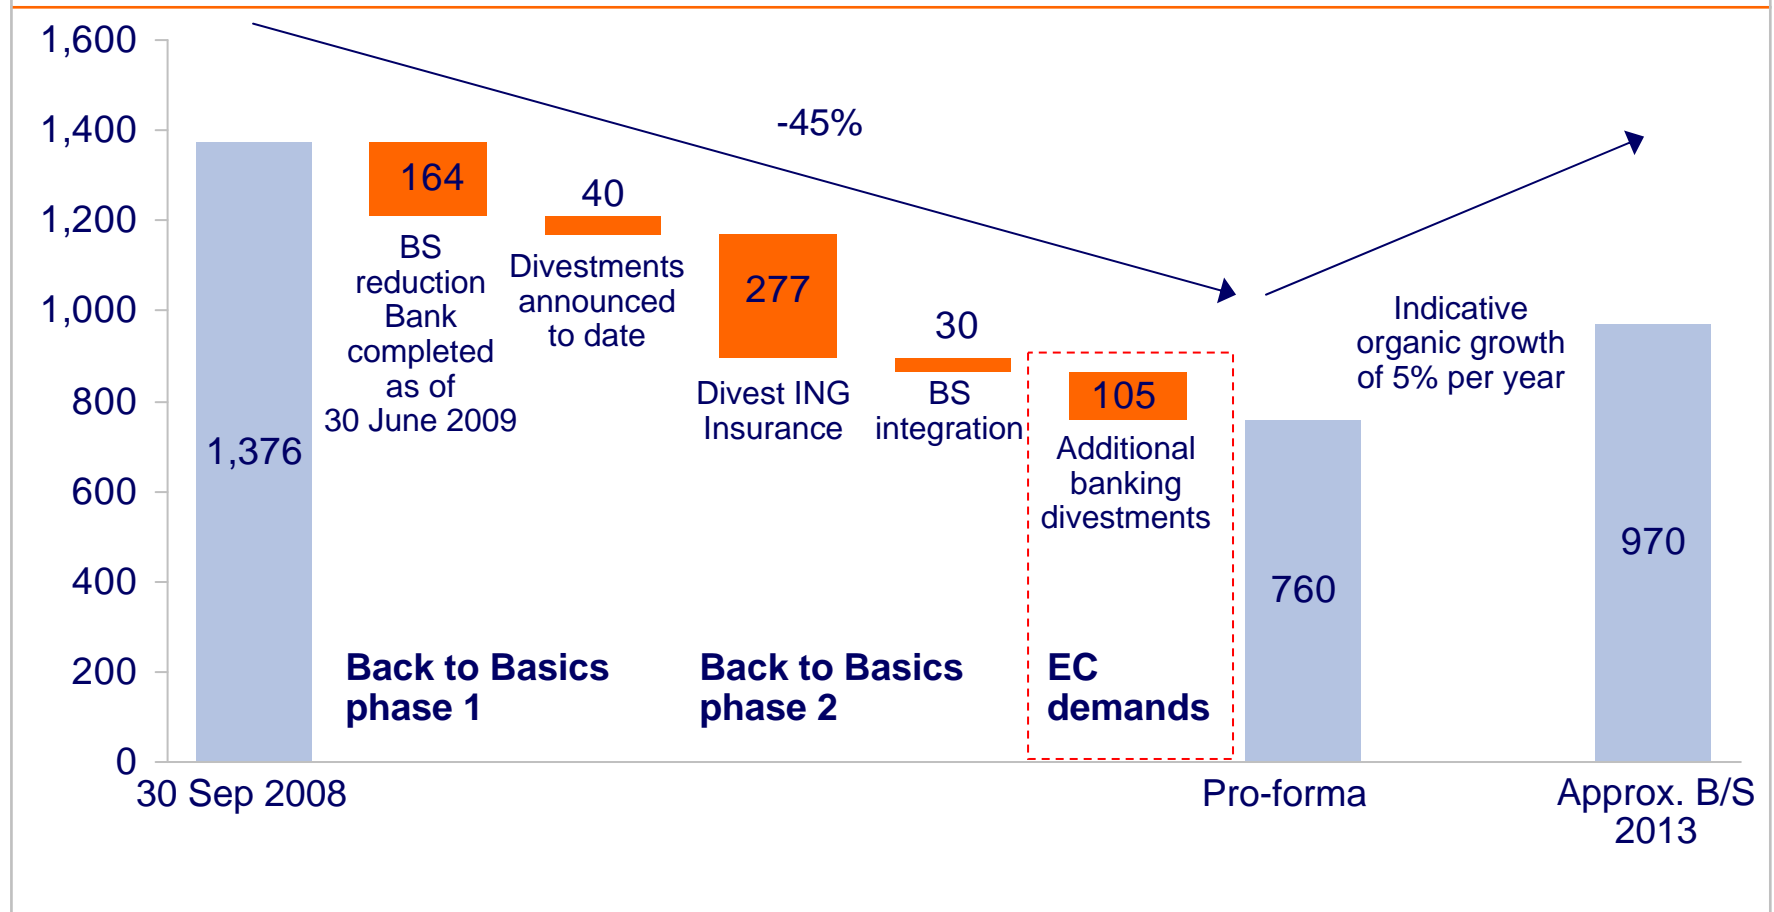 1,600
1,400
1,200
1,000
800
600
400
200
0
-45%
1,376
164
BS
reduction
Bank
completed
as of
30 June 2009
40
Divestments
announced
to date
277
Divest ING
Insurance
30
BS
integration
105
Additional
banking
divestments
Indicative
organic growth
of 5% per year
760
970
Back to Basics
phase 1
Back to Basics
phase 2
EC
demands
30 Sep 2008
Pro-forma
Approx. B/S
2013